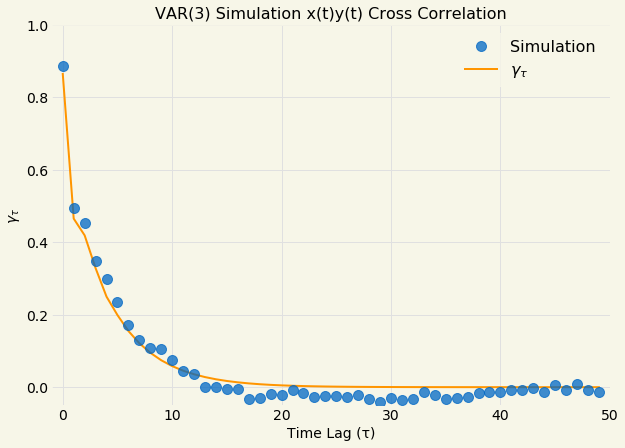 VAR(3) Simulation x(t)y(t) Cross Correlation
Simulation
γτ
γτ
1.0
0.8
0.6
0.4
0.2
0.0
0 10 20 30 40 50
Time Lag (τ)